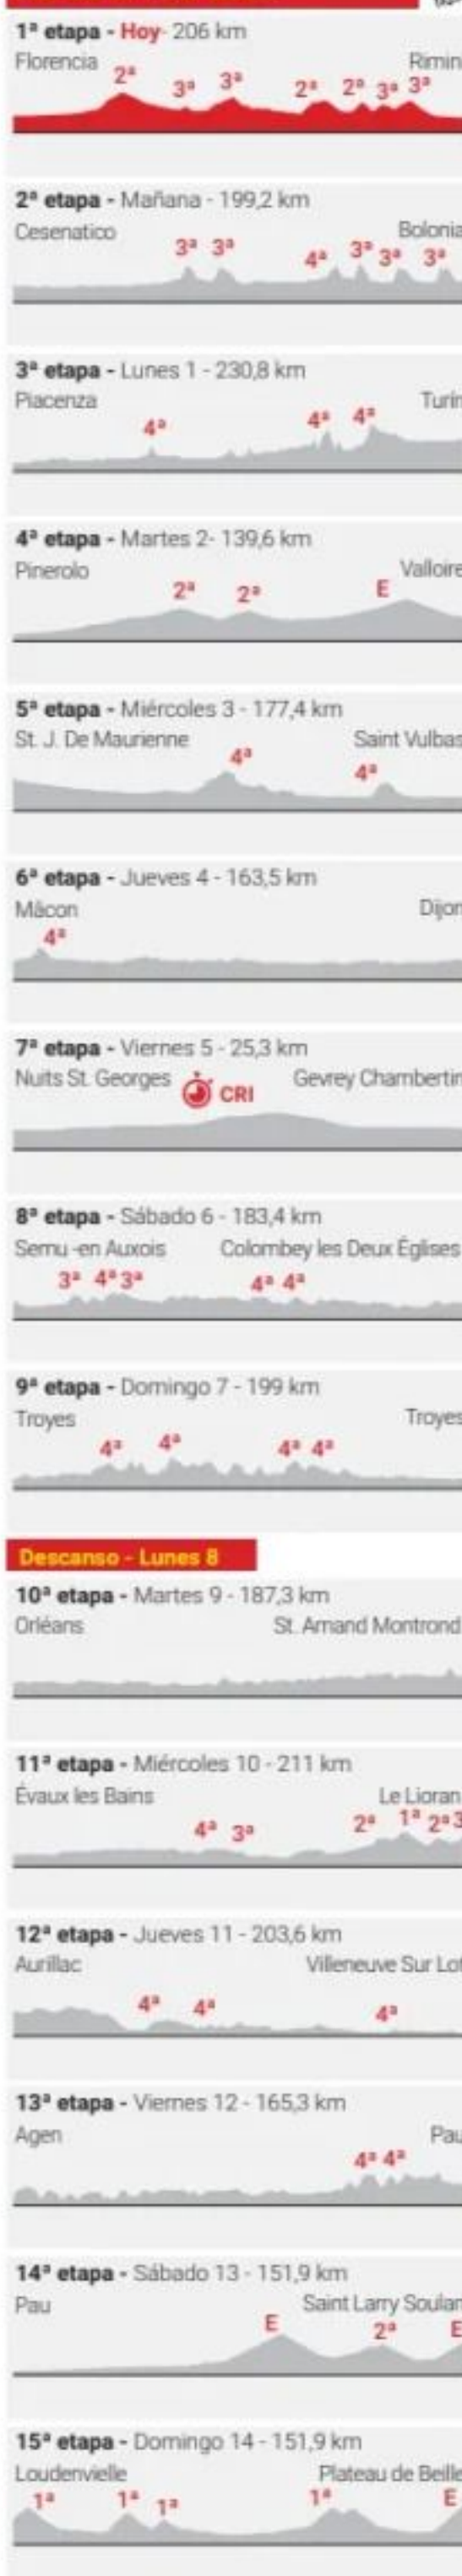 1ª etapa - Hoy- 206 km
Florencia Rimin
2ª 3ª 3ª 2ª 2ª 3ª 3ª
2ª etapa - Mañana - 199,2 km
Cesenatico Bolonia
3ª 3ª 4ª 3ª 3ª 3ª
3ª etapa - Lunes 1 - 230,8 km
Piacenza Turín
4ª 4ª 4ª
4ª etapa - Martes 2- 139,6 km
Pinerolo Valloire
2ª 2ª E
5ª etapa - Miércoles 3 - 177,4 km
St. J. De Maurienne Saint Vulbas
4ª 4ª
6ª etapa - Jueves 4 - 163,5 km
Mâcon Dijon
4ª
7ª etapa - Viernes 5 - 25,3 km
Nuits St. Georges Gevrey Chambertin
CRI
8ª etapa - Sábado 6 - 183,4 km
Semu -en Auxois Colombey les Deux Églises
3ª 4ª 3ª 4ª 4ª
9ª etapa - Domingo 7 - 199 km
Troyes Troyes
4ª 4ª 4ª 4ª
Descanso - Lunes 8
10ª etapa - Martes 9 - 187,3 km
Orléans St. Amand Montrond
11ª etapa - Miércoles 10 - 211 km
Évaux les Bains Le Lioran
4ª 3ª 2ª 1ª 2ª 3
12ª etapa - Jueves 11 - 203,6 km
Aurillac Villeneuve Sur Lot
4ª 4ª 4ª
13ª etapa - Viernes 12 - 165,3 km
Agen Pau
4ª 4ª
14ª etapa - Sábado 13 - 151,9 km
Pau Saint Larry Soulan
E 2ª E
15ª etapa - Domingo 14 - 151,9 km
Loudenvielle Plateau de Beille
1ª 1ª 1ª 1ª E